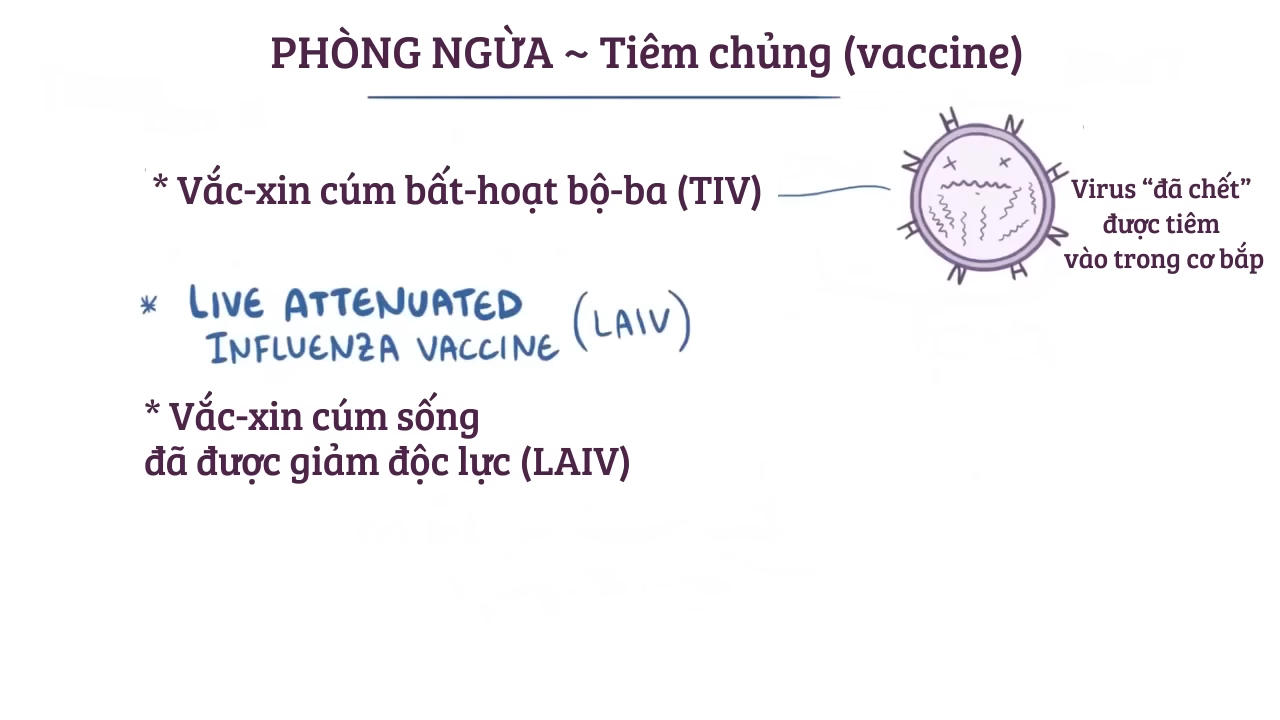 PHÒNG NGỪA ~ Tiêm chủng (vaccine)
* Vắc-xin cúm bất-hoạt bộ-ba (TIV)
H N
N H
H N
N H
Virus “đã chết”
được tiêm
vào trong cơ bắp
* LIVE ATTENUATED
INFLUENZA VACCINE (LAIV)
* Vắc-xin cúm sống
đã được giảm độc lực (LAIV)